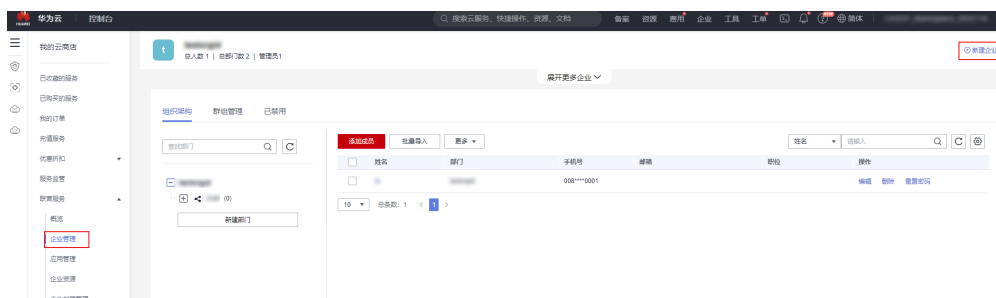 HUAWEI
华为云 控制台 搜索云服务、快捷操作、资源、文档 备案 资源 费用 企业 工具 工单 简体
我的云商店
总人数 1 | 总部门数 2 | 管理员1
新建企业
已收藏的服务
展开更多企业
已购买的服务
我的订单
组织架构 群组管理 已禁用
充值服务
查找部门
添加成员 批量导入 更多 姓名 请输入
优惠折扣
姓名 部门 手机号 邮箱 职位 操作
服务监管
008****0001 编辑 删除 重置密码
联营服务
(0)
10 总条数: 1 < 1 >
概览
新建部门
企业管理
应用管理
企业资源